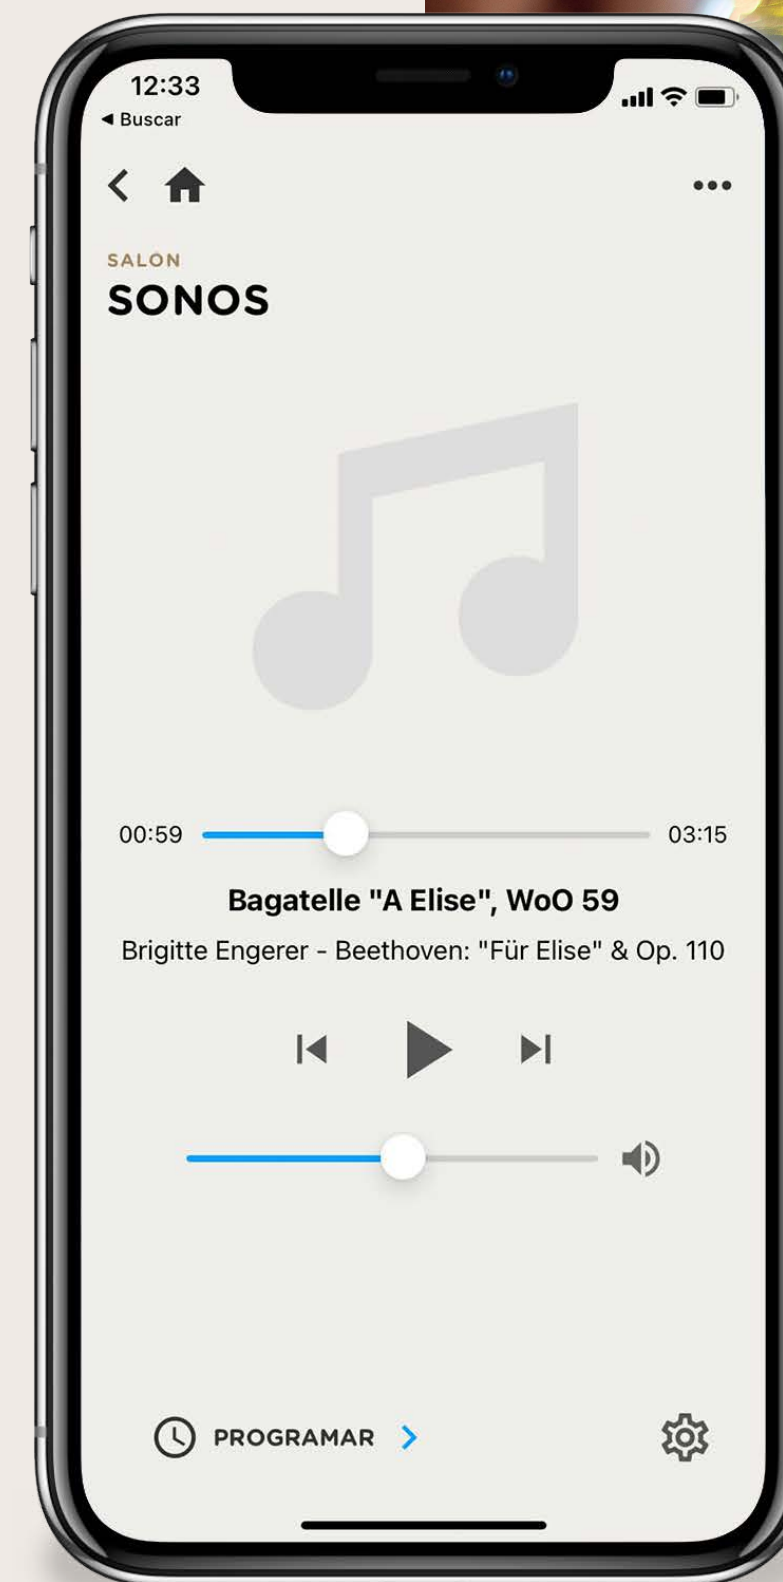 12:33
◀ Buscar
SALON
SONOS
00:59
03:15
Bagatelle "A Elise", WoO 59
Brigitte Engerer - Beethoven: "Für Elise" & Op. 110
PROGRAMAR